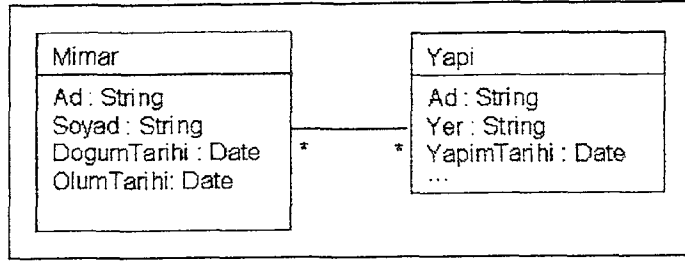 Mimar
Ad : String
Soyad : String
DogumTarihi : Date
OlumTarihi: Date
*
*
Yapi
Ad : String
Yer : String
YapimTarihi : Date
...